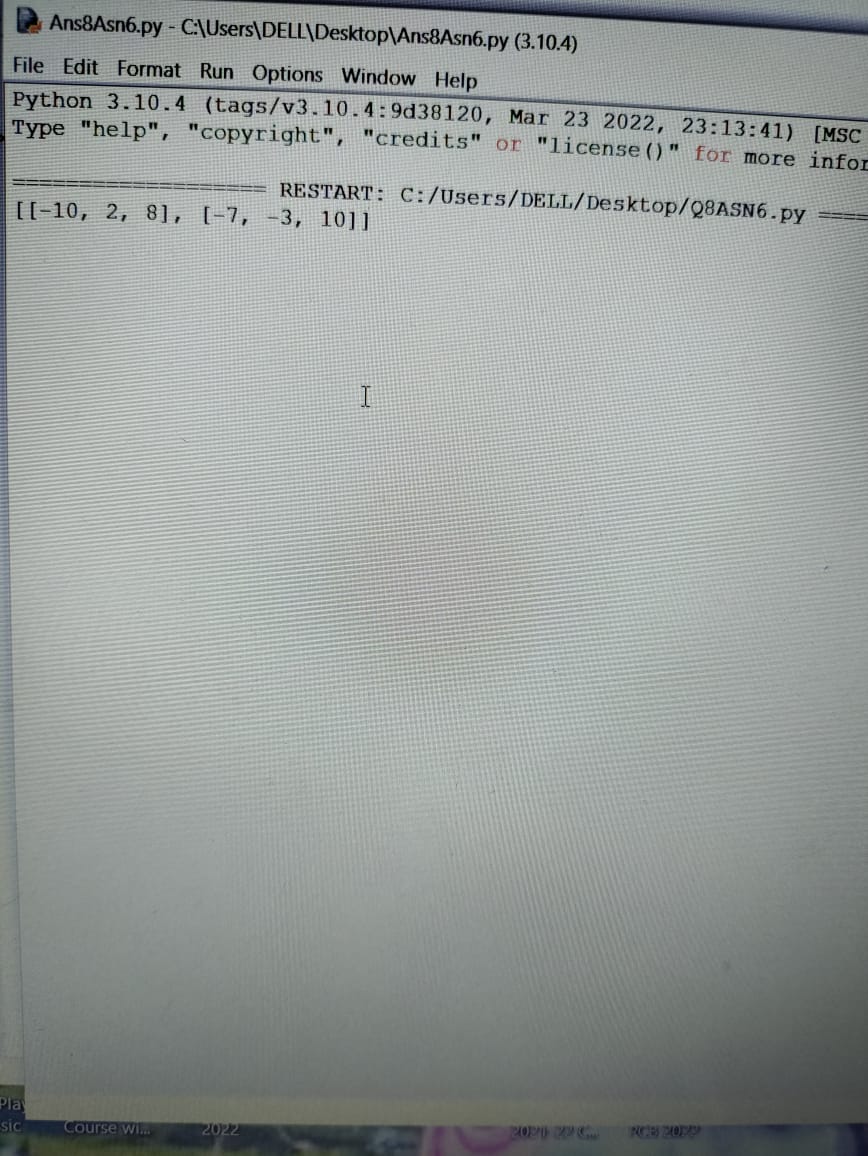 Ans8Asn6.py - C:\Users\DELL\Desktop\Ans8Asn6.py (3.10.4)
File Edit Format Run Options Window Help
Python 3.10.4 (tags/v3.10.4:9d38120, Mar 23 2022, 23:13:41) [MSC
Type "help", "copyright", "credits" or "license()" for more infor
=================== RESTART: C:/Users/DELL/Desktop/Q8ASN6.py ====
[[-10, 2, 8], [-7, -3, 10]]
Play
sic Course wi... 2022 2021-22 C... 2022